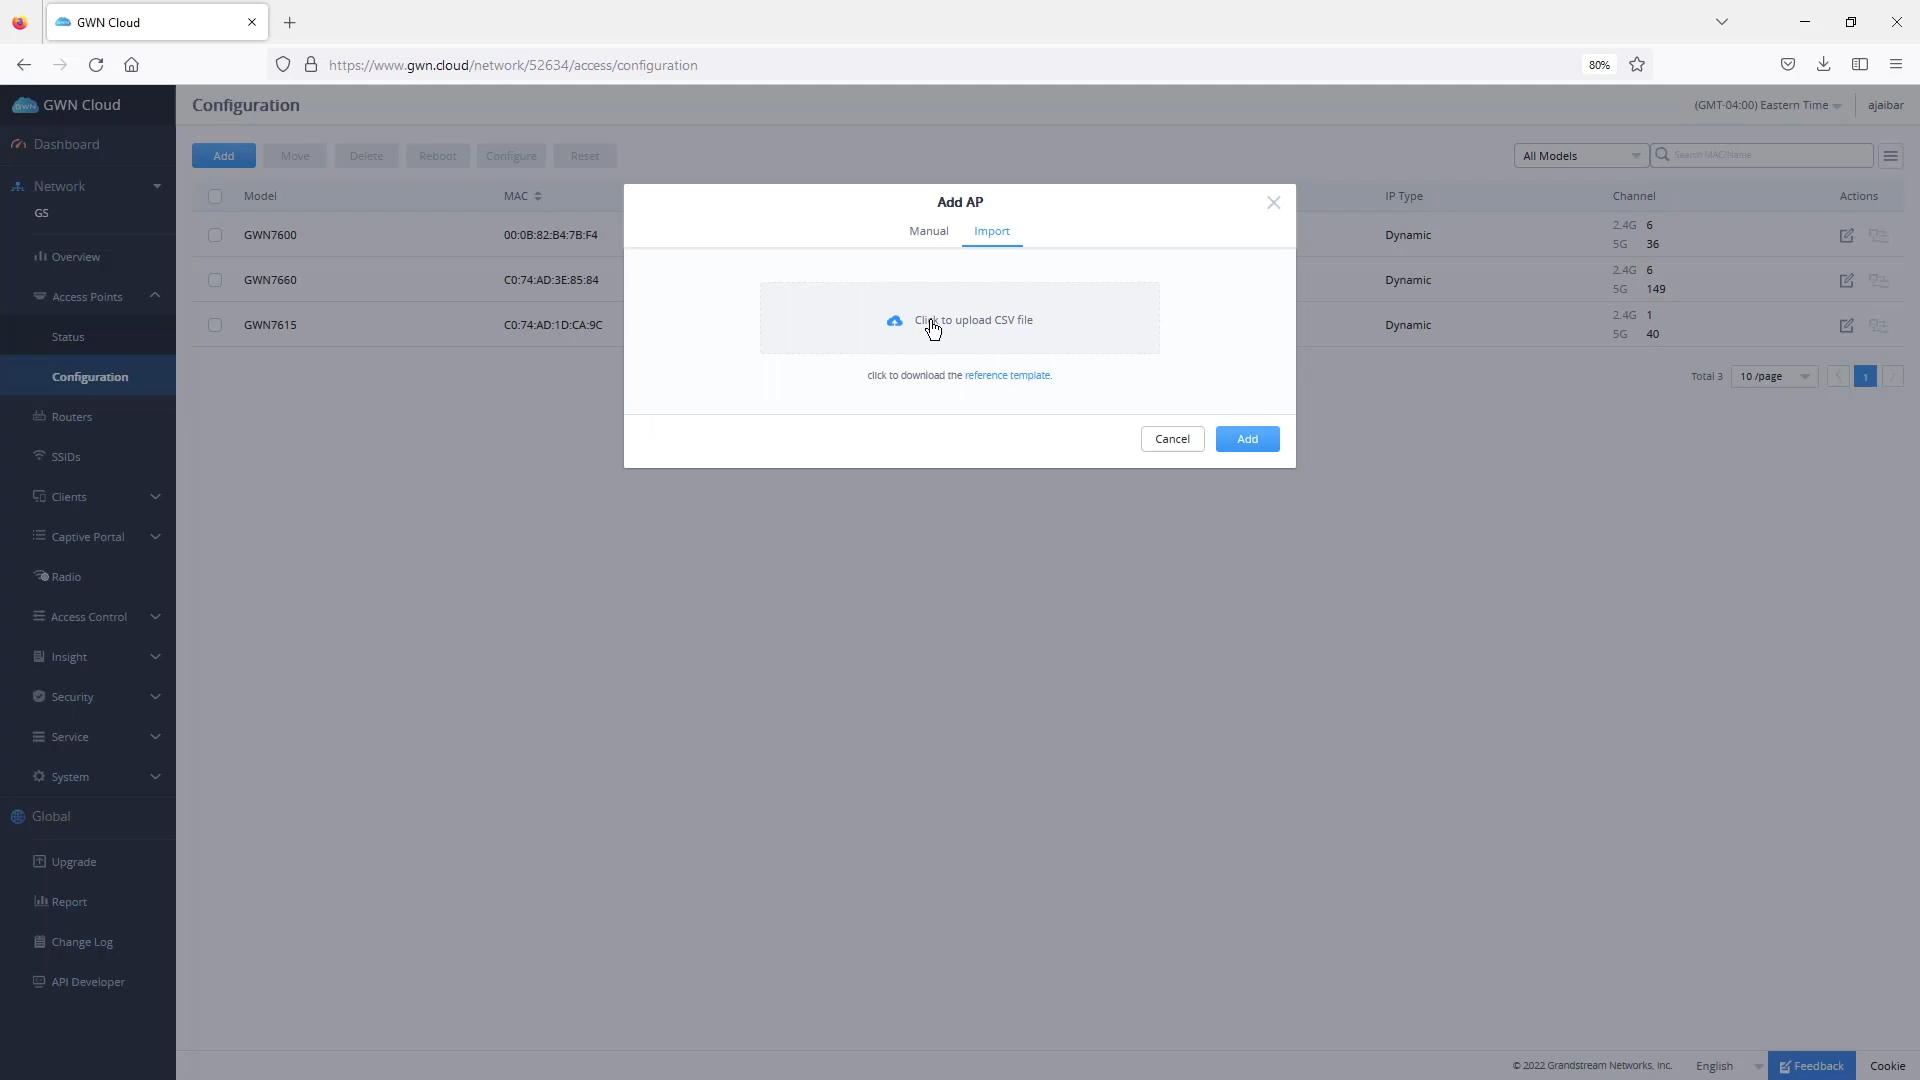 GWN Cloud
https://www.gwn.cloud/network/52634/access/configuration
80%
GWN Cloud
Configuration
(GMT-04:00) Eastern Time
ajaibar
Dashboard
Network
GS
Overview
Access Points
Status
Configuration
Routers
SSIDs
Clients
Captive Portal
Radio
Access Control
Insight
Security
Service
System
Global
Upgrade
Report
Change Log
API Developer
Add Move Delete Reboot Configure Reset
All Models
Search MAC/Name
Model MAC IP Type Channel Actions
GWN7600 00:0B:82:B4:7B:F4 Dynamic 2.4G 6
5G 36
GWN7660 C0:74:AD:3E:85:84 Dynamic 2.4G 6
5G 149
GWN7615 C0:74:AD:1D:CA:9C Dynamic 2.4G 1
5G 40
Total 3 10 /page 1
Add AP
Manual Import
Click to upload CSV file
click to download the reference template.
Cancel Add
© 2022 Grandstream Networks, Inc. English Feedback Cookie